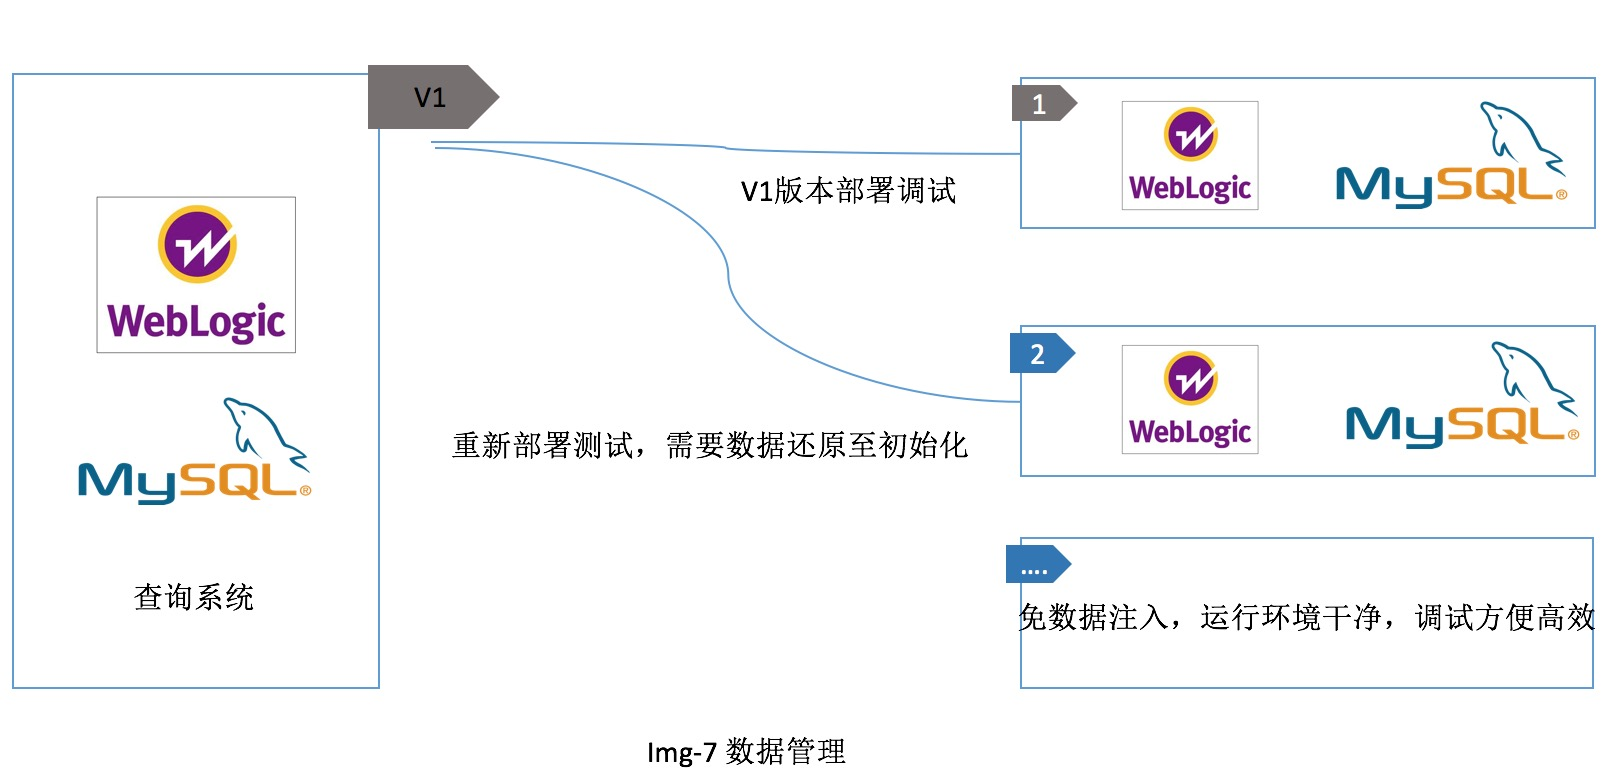 V1
WebLogic
MySQL®
查询系统
V1版本部署调试
重新部署测试，需要数据还原至初始化
1
WebLogic
MySQL®
2
WebLogic
MySQL®
....
免数据注入，运行环境干净，调试方便高效
Img-7 数据管理